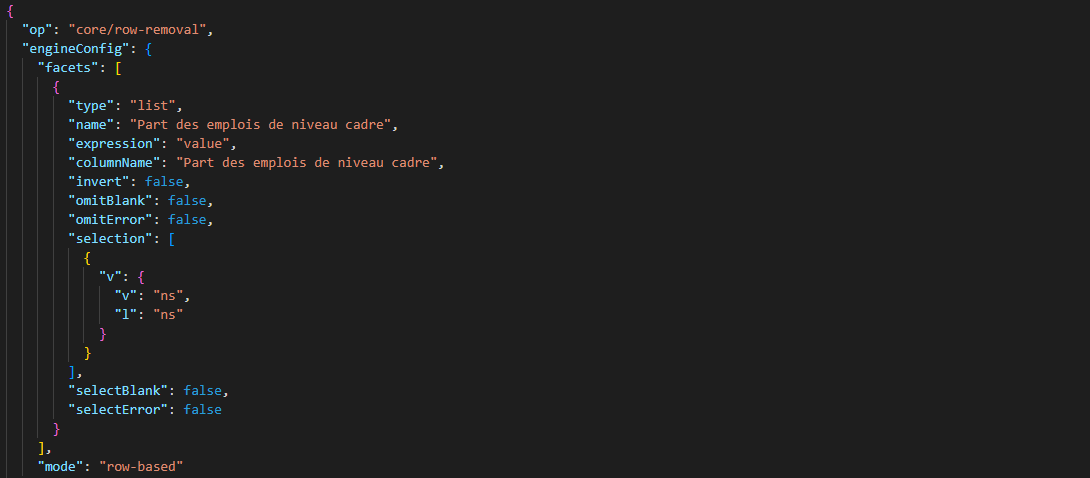 {
"op": "core/row-removal",
"engineConfig": {
"facets": [
{
"type": "list",
"name": "Part des emplois de niveau cadre",
"expression": "value",
"columnName": "Part des emplois de niveau cadre",
"invert": false,
"omitBlank": false,
"omitError": false,
"selection": [
{
"v": {
"v": "ns",
"l": "ns"
}
}
],
"selectBlank": false,
"selectError": false
}
],
"mode": "row-based"